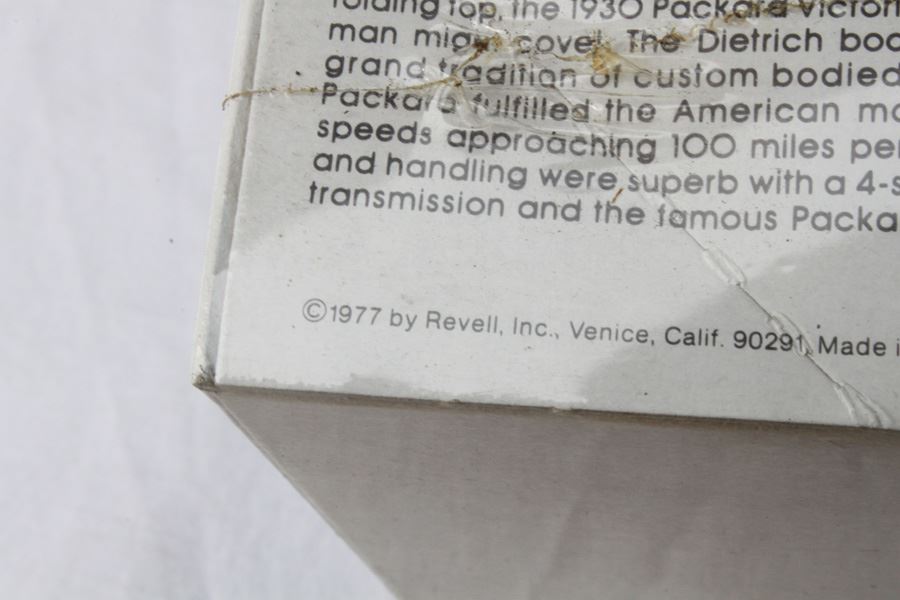 folding top, the 1930 Packard Victori
man might covet. The Dietrich bod
grand tradition of custom bodied
Packard fulfilled the American mo
speeds approaching 100 miles per
and handling were superb with a 4-s
transmission and the famous Packa
©1977 by Revell, Inc., Venice, Calif. 90291, Made i